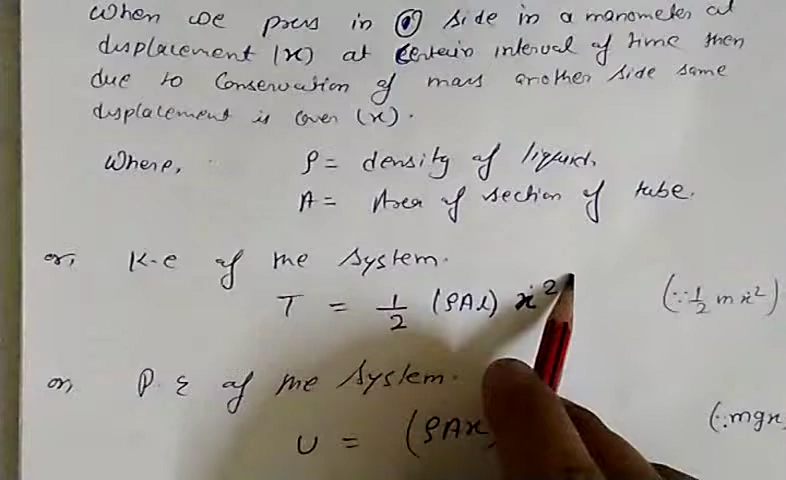 When we press in ① side in a manometer at
displacement (x) at certain interval of time then
due to conservation of mass another side same
displacement is cover (x).
Where, ρ = density of liquid.
A = Area of section of tube.
or, K.E of the system.
T = 1/2 (ρAl) ẋ² (∵ 1/2 mẋ²)
or, P.E of the system.
U = (ρAx (∵ mgx